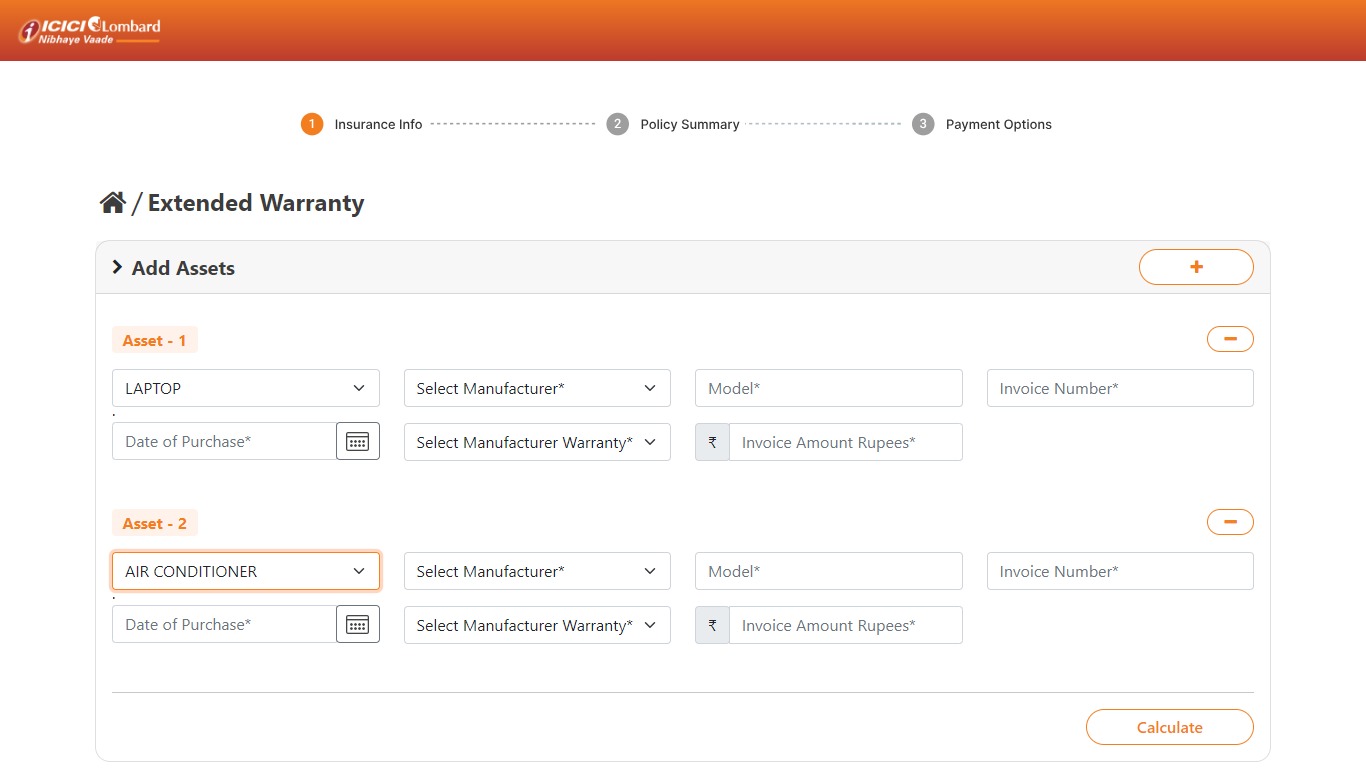 ICICI Lombard
Nibhaye Vaade
1 Insurance Info 2 Policy Summary 3 Payment Options
/ Extended Warranty
Add Assets +
Asset - 1
LAPTOP Select Manufacturer* Model* Invoice Number*
.
Date of Purchase* Select Manufacturer Warranty* ₹ Invoice Amount Rupees*
Asset - 2
AIR CONDITIONER Select Manufacturer* Model* Invoice Number*
.
Date of Purchase* Select Manufacturer Warranty* ₹ Invoice Amount Rupees*
Calculate